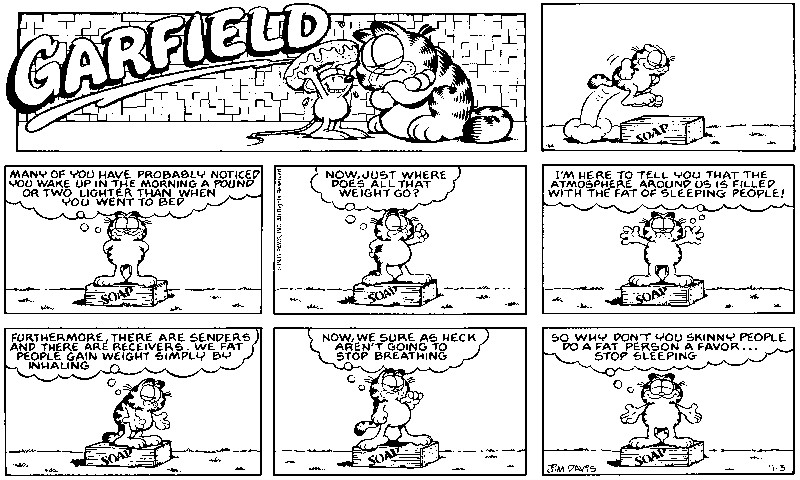 GARFIELD
SOAP
MANY OF YOU HAVE PROBABLY NOTICED
YOU WAKE UP IN THE MORNING A POUND
OR TWO LIGHTER THAN WHEN
YOU WENT TO BED
SOAP
NOW, JUST WHERE
DOES ALL THAT
WEIGHT GO?
SOAP
I'M HERE TO TELL YOU THAT THE
ATMOSPHERE AROUND US IS FILLED
WITH THE FAT OF SLEEPING PEOPLE!
SOAP
FURTHERMORE, THERE ARE SENDERS
AND THERE ARE RECEIVERS. WE FAT
PEOPLE GAIN WEIGHT SIMPLY BY
INHALING
SOAP
NOW, WE SURE AS HECK
AREN'T GOING TO
STOP BREATHING
SOAP
SO WHY DON'T YOU SKINNY PEOPLE
DO A FAT PERSON A FAVOR...
STOP SLEEPING
SOAP
JIM DAVIS